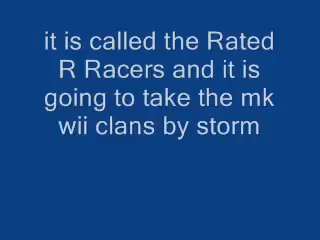 it is called the Rated
R Racers and it is
going to take the mk
wii clans by storm